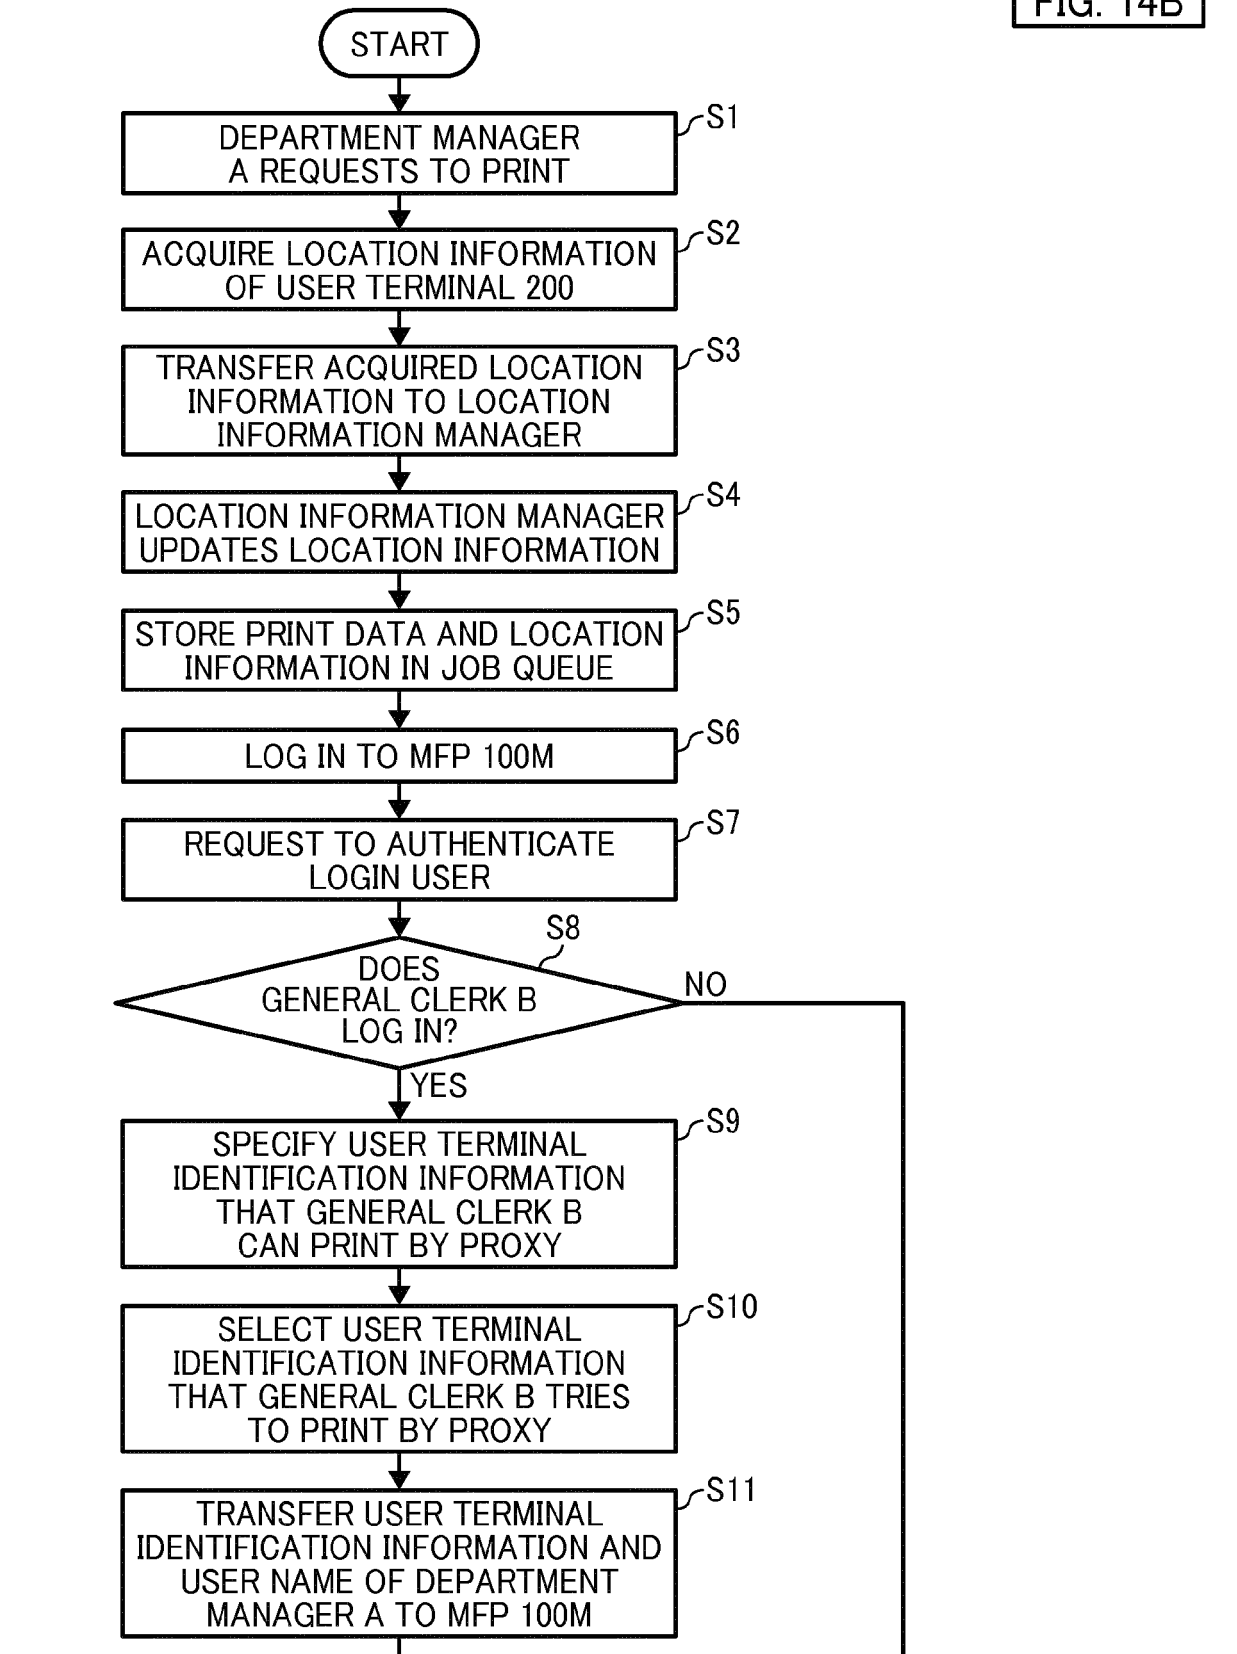 FIG. 14B
START
S1
DEPARTMENT MANAGER
A REQUESTS TO PRINT
S2
ACQUIRE LOCATION INFORMATION
OF USER TERMINAL 200
S3
TRANSFER ACQUIRED LOCATION
INFORMATION TO LOCATION
INFORMATION MANAGER
S4
LOCATION INFORMATION MANAGER
UPDATES LOCATION INFORMATION
S5
STORE PRINT DATA AND LOCATION
INFORMATION IN JOB QUEUE
S6
LOG IN TO MFP 100M
S7
REQUEST TO AUTHENTICATE
LOGIN USER
S8
DOES
GENERAL CLERK B
LOG IN?
NO
YES
S9
SPECIFY USER TERMINAL
IDENTIFICATION INFORMATION
THAT GENERAL CLERK B
CAN PRINT BY PROXY
S10
SELECT USER TERMINAL
IDENTIFICATION INFORMATION
THAT GENERAL CLERK B TRIES
TO PRINT BY PROXY
S11
TRANSFER USER TERMINAL
IDENTIFICATION INFORMATION AND
USER NAME OF DEPARTMENT
MANAGER A TO MFP 100M